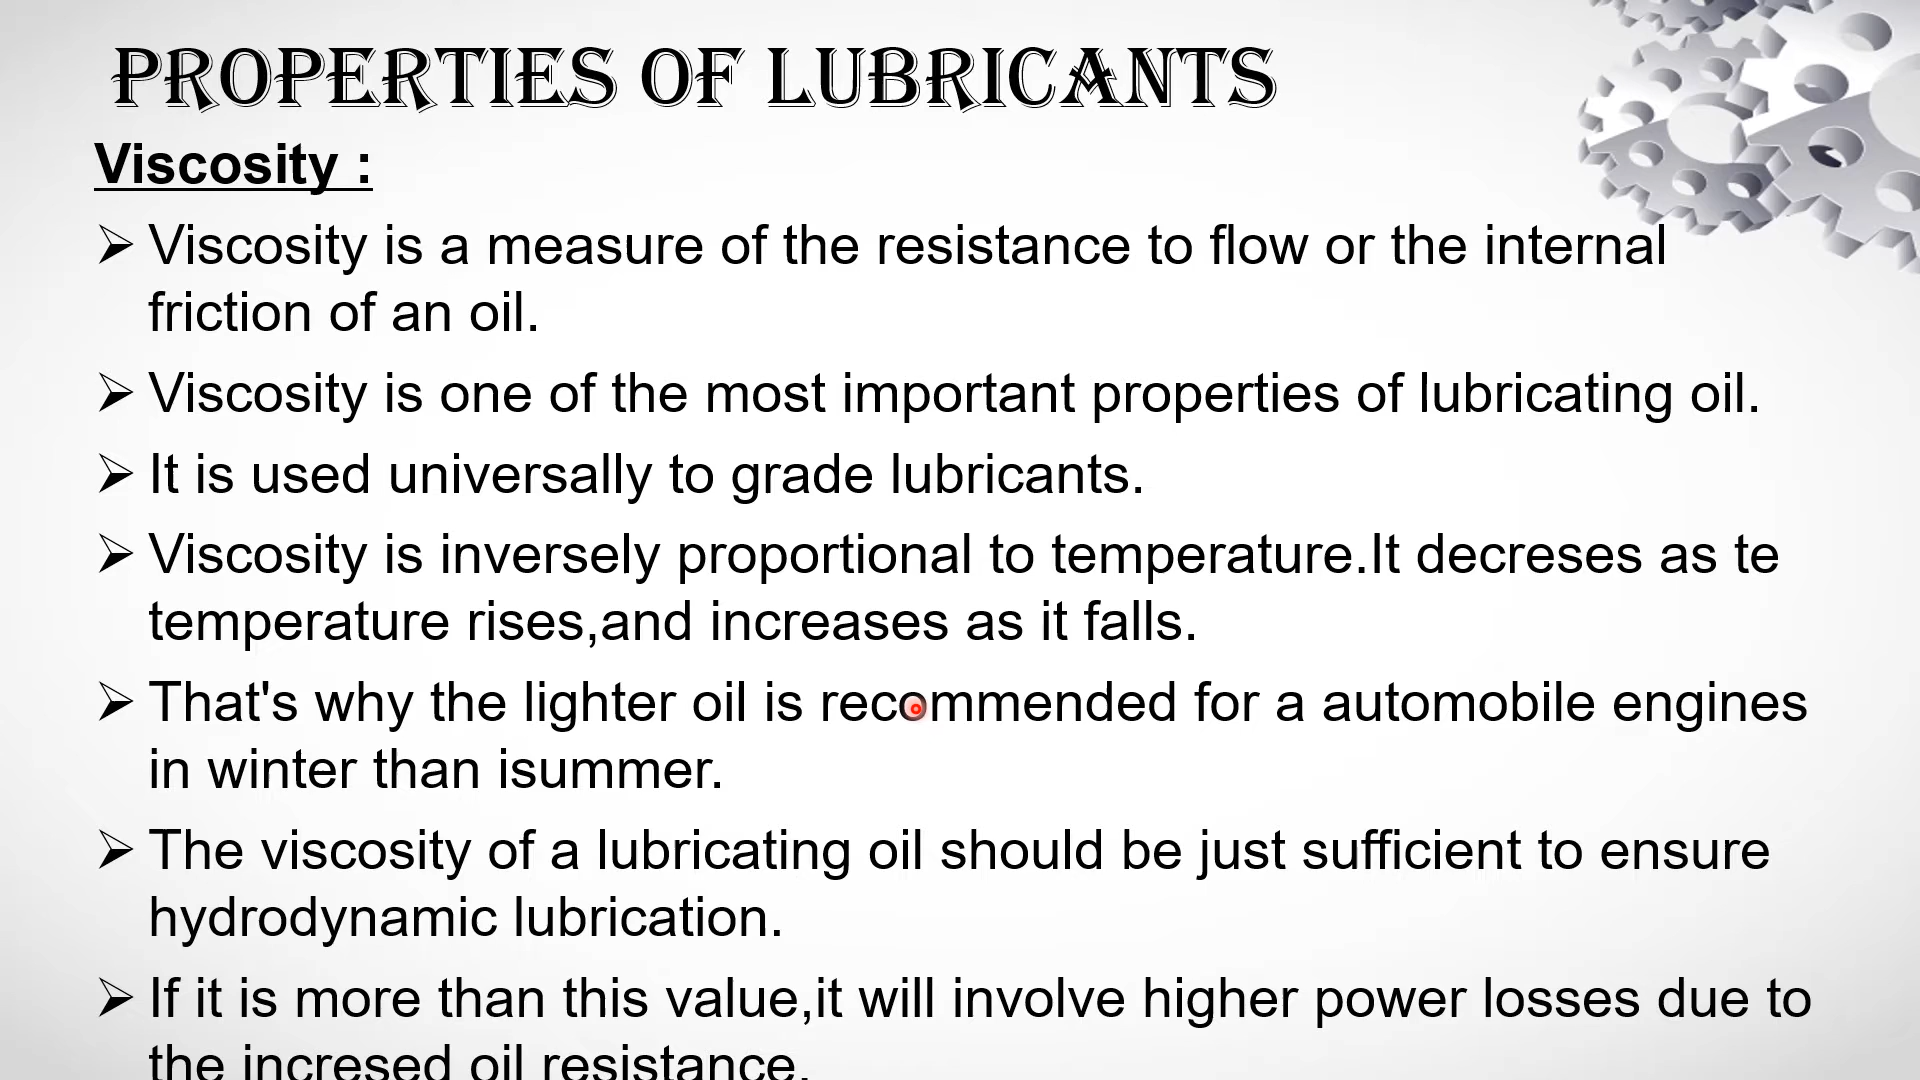 PROPERTIES OF LUBRICANTS
Viscosity :
➢ Viscosity is a measure of the resistance to flow or the internal
friction of an oil.
➢ Viscosity is one of the most important properties of lubricating oil.
➢ It is used universally to grade lubricants.
➢ Viscosity is inversely proportional to temperature.It decreses as te
temperature rises,and increases as it falls.
➢ That's why the lighter oil is recommended for a automobile engines
in winter than isummer.
➢ The viscosity of a lubricating oil should be just sufficient to ensure
hydrodynamic lubrication.
➢ If it is more than this value,it will involve higher power losses due to
the incresed oil resistance.